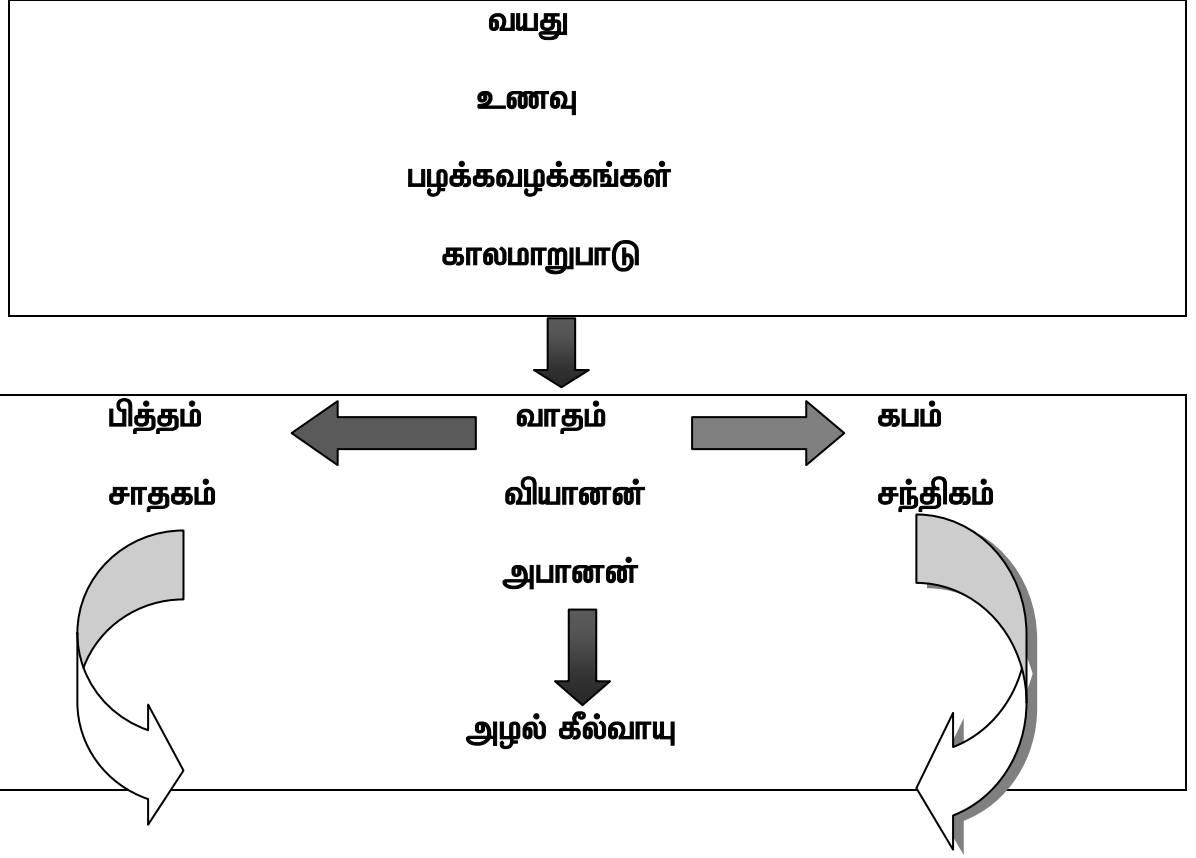 வயது
உணவு
பழக்கவழக்கங்கள்
காலமாறுபாடு
பித்தம் வாதம் கபம்
சாதகம் வியானன் சந்திகம்
அபானன்
அழல் கீல்வாயு